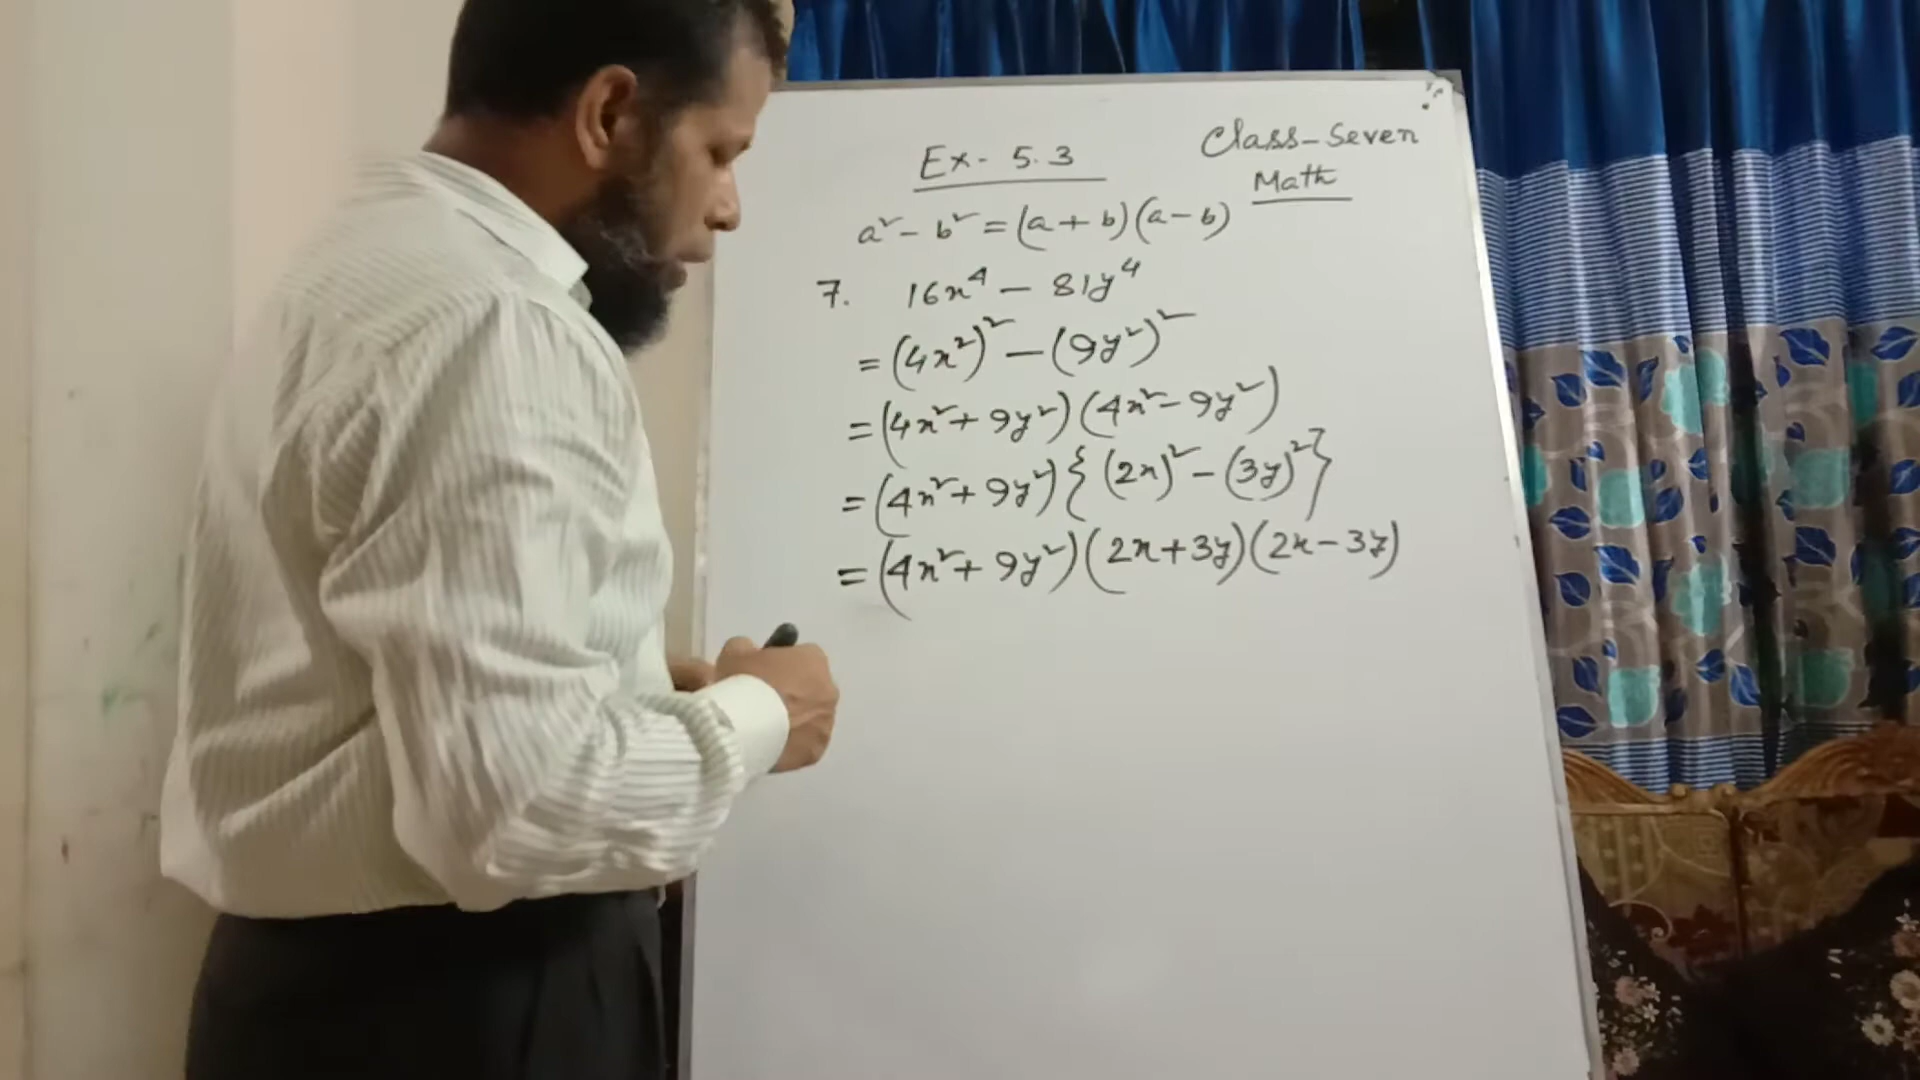 Ex- 5.3
Class-Seven
Math
a² - b² = (a + b)(a - b)
7. 16x⁴ - 81y⁴
= (4x²)² - (9y²)²
= (4x² + 9y²)(4x² - 9y²)
= (4x² + 9y²){(2x)² - (3y)²}
= (4x² + 9y²)(2x + 3y)(2x - 3y)